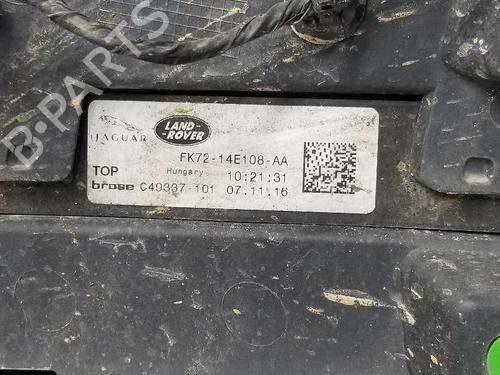 B-PARTS
JAGUAR
LAND-
ROVER
FK72-14E108-AA
TOP Hungary 10:21:31
brose C49337-101 07.11.16